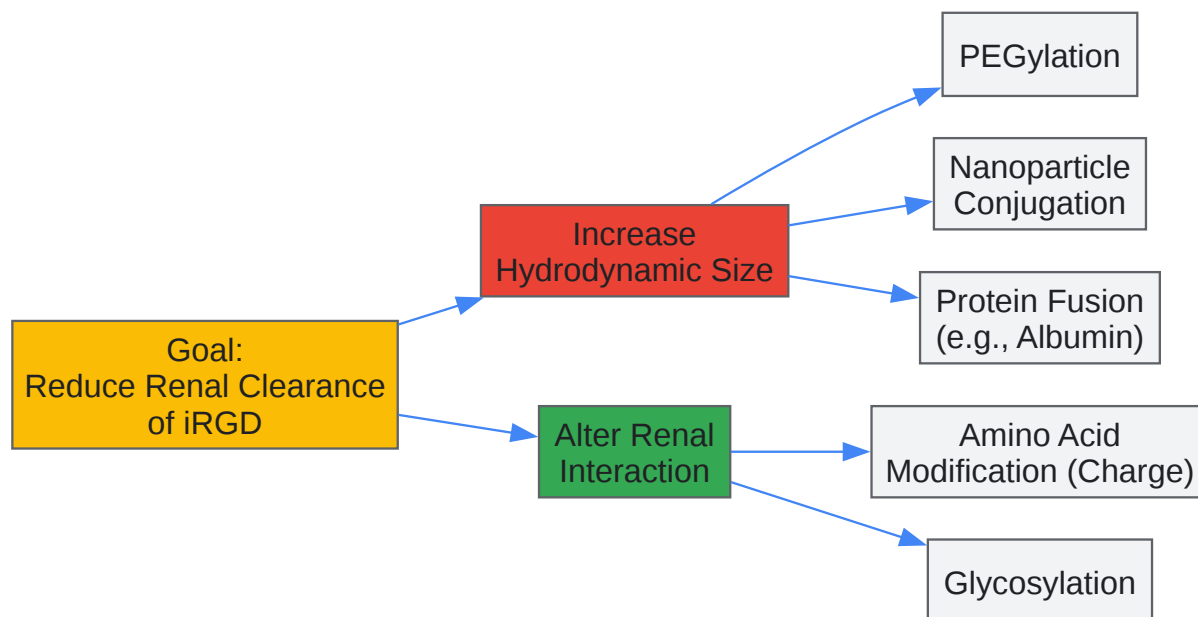 PEGylation
Nanoparticle
Conjugation
Increase
Hydrodynamic Size
Protein Fusion
(e.g., Albumin)
Goal:
Reduce Renal Clearance
of iRGD
Alter Renal
Interaction
Amino Acid
Modification (Charge)
Glycosylation